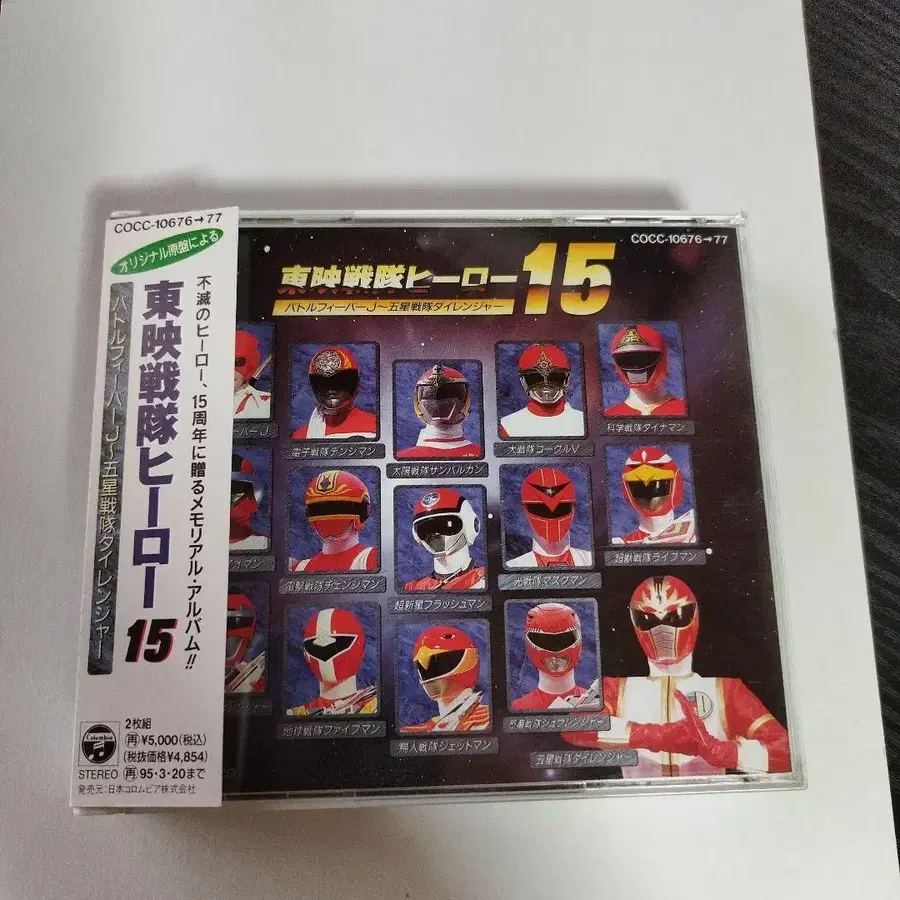 COCC-10676→77
オリジナル原盤による
東映戦隊ヒーロー15
バトルフィーバーJ～五星戦隊ダイレンジャー
不滅のヒーロー、15周年に贈るメモリアル・アルバム!!
Columbia
STEREO
2枚組
再¥5,000(税込)
(税抜価格¥4,854)
再95・3・20まで
発売元:日本コロムビア株式会社
COCC-10676→77
東映戦隊ヒーロー15
バトルフィーバーJ～五星戦隊ダイレンジャー
ーバーJ
電子戦隊デンジマン
太陽戦隊サンバルカン
大戦隊ゴーグルV
科学戦隊ダイナマン
オマン
電撃戦隊チェンジマン
超新星フラッシュマン
光戦隊マスクマン
超獣戦隊ライブマン
レンジャー
地球戦隊ファイブマン
鳥人戦隊ジェットマン
恐竜戦隊ジュウレンジャー
五星戦隊ダイレンジャー